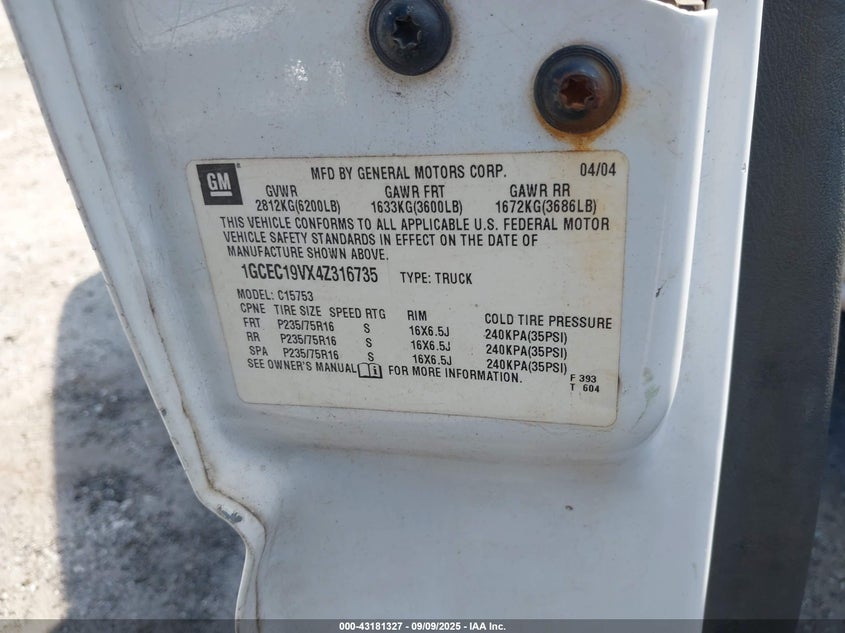 GM
MFD BY GENERAL MOTORS CORP. 04/04
GVWR GAWR FRT GAWR RR
2812KG(6200LB) 1633KG(3600LB) 1672KG(3686LB)
THIS VEHICLE CONFORMS TO ALL APPLICABLE U.S. FEDERAL MOTOR
VEHICLE SAFETY STANDARDS IN EFFECT ON THE DATE OF
MANUFACTURE SHOWN ABOVE.
1GCEC19VX4Z316735 TYPE: TRUCK
MODEL: C15753
CPNE TIRE SIZE SPEED RTG RIM COLD TIRE PRESSURE
FRT P235/75R16 S 16X6.5J 240KPA(35PSI)
RR P235/75R16 S 16X6.5J 240KPA(35PSI)
SPA P235/75R16 S 16X6.5J 240KPA(35PSI)
SEE OWNER'S MANUAL FOR MORE INFORMATION.
F 393
T 604
000-43181327 - 09/09/2025 - IAA Inc.